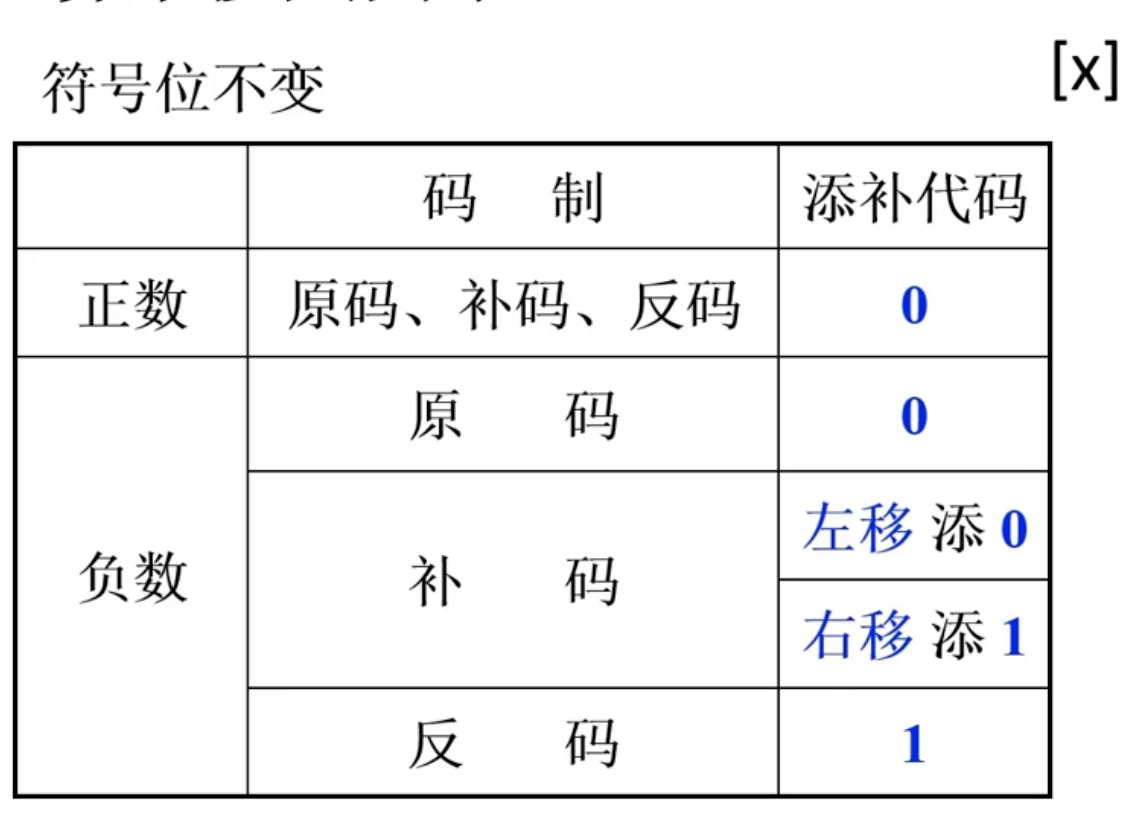 符号位不变
[x]
码 制 添补代码
正数 原码、补码、反码 0
原 码 0
左移 添 0
负数 补 码
右移 添 1
反 码 1